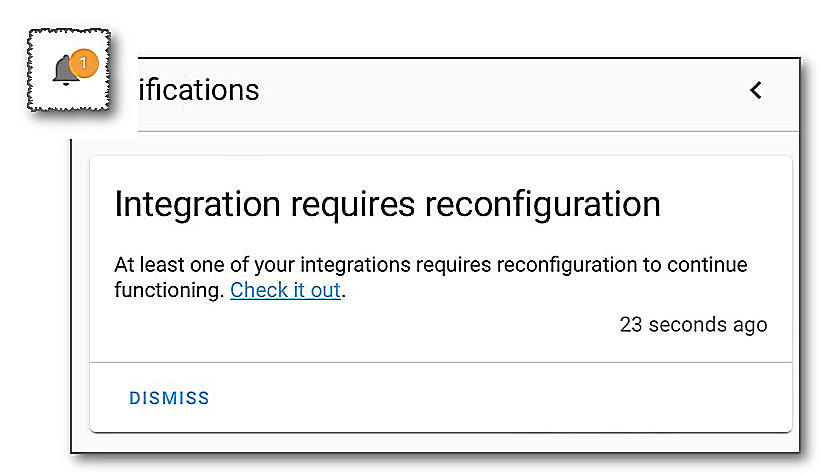 1
ifications
Integration requires reconfiguration
At least one of your integrations requires reconfiguration to continue
functioning. Check it out.
23 seconds ago
DISMISS